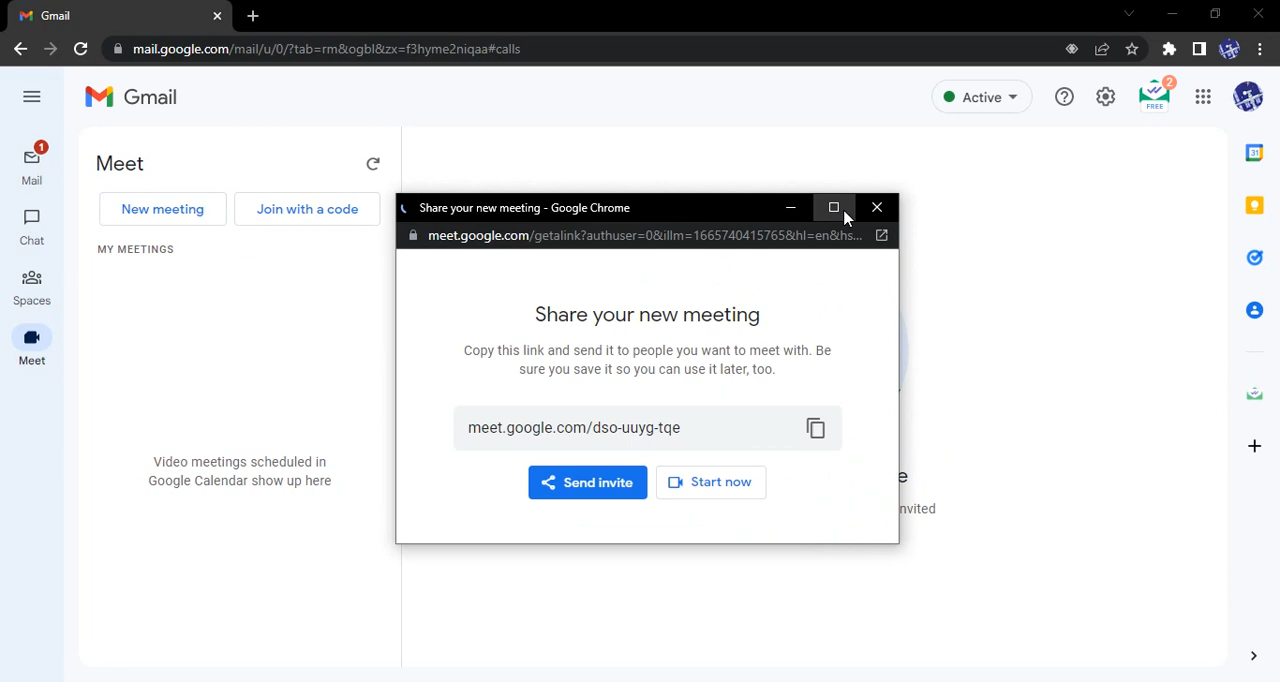 Gmail
mail.google.com/mail/u/0/?tab=rm&ogbl&zx=f3hyme2niqaa#calls
Gmail
Active
2
FREE
31
1
Mail
Chat
Spaces
Meet
Meet
New meeting
Join with a code
MY MEETINGS
Video meetings scheduled in
Google Calendar show up here
Share your new meeting - Google Chrome
meet.google.com/getalink?authuser=0&illm=1665740415765&hl=en&hs...
Share your new meeting
Copy this link and send it to people you want to meet with. Be
sure you save it so you can use it later, too.
meet.google.com/dso-uuyg-tqe
Send invite
Start now
e
nvited